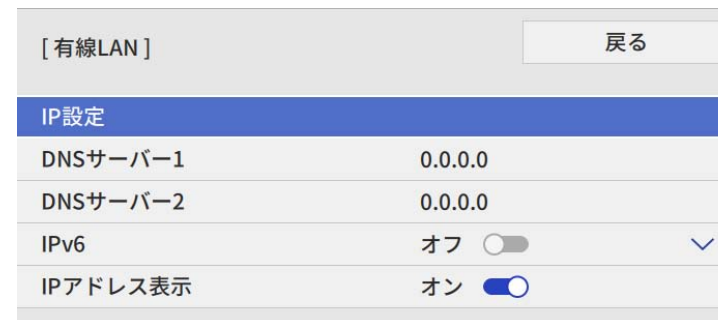 [ 有線LAN ]
戻る
IP設定
DNSサーバー1 0.0.0.0
DNSサーバー2 0.0.0.0
IPv6 オフ
IPアドレス表示 オン